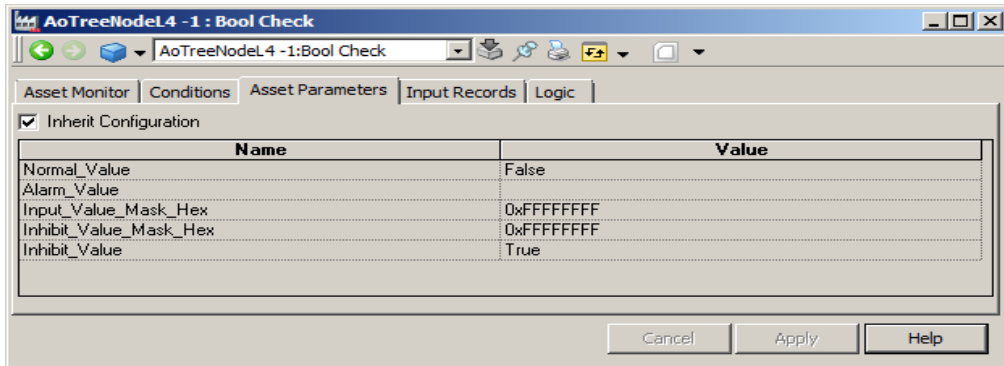 AoTreeNodeL4 -1 : Bool Check
AoTreeNodeL4 -1:Bool Check
Asset Monitor Conditions Asset Parameters Input Records Logic
Inherit Configuration
Name Value
Normal_Value False
Alarm_Value
Input_Value_Mask_Hex 0xFFFFFFFF
Inhibit_Value_Mask_Hex 0xFFFFFFFF
Inhibit_Value True
Cancel Apply Help